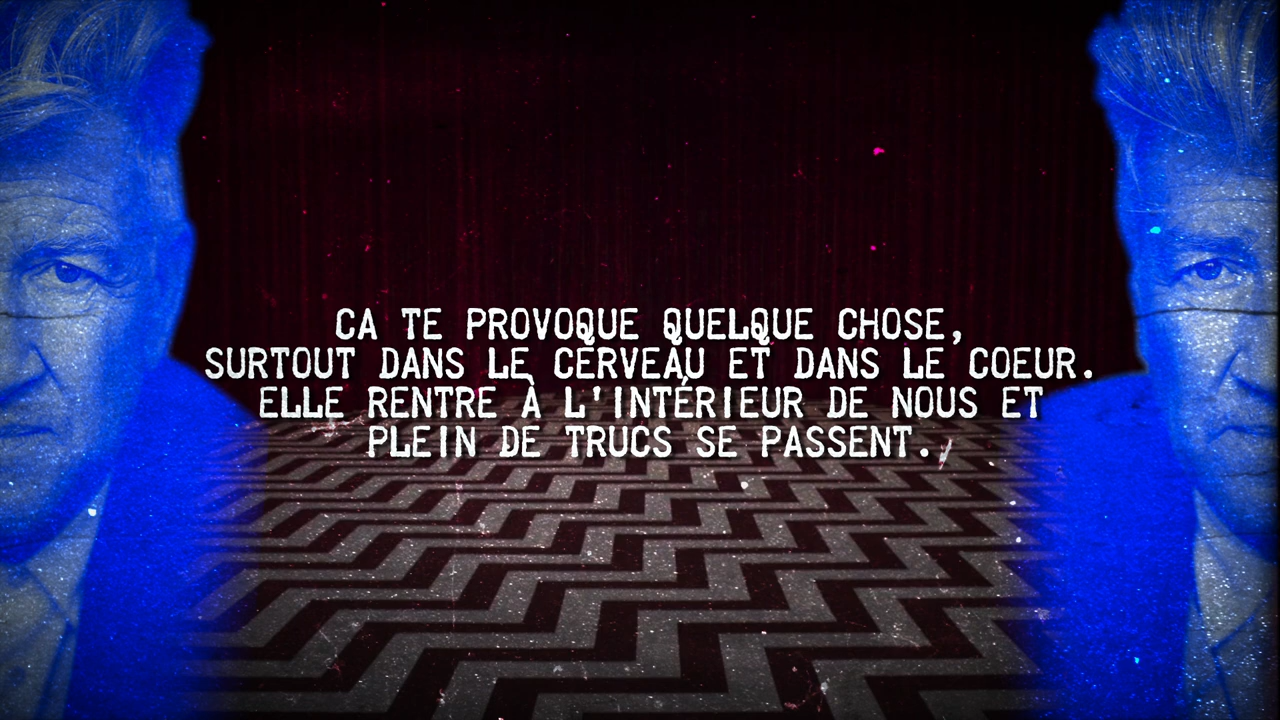 CA TE PROVOQUE QUELQUE CHOSE,
SURTOUT DANS LE CERVEAU ET DANS LE COEUR.
ELLE RENTRE À L'INTÉRIEUR DE NOUS ET
PLEIN DE TRUCS SE PASSENT.